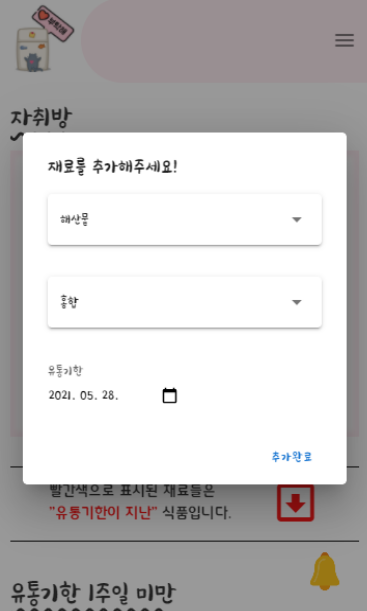 자취방
재료를 추가해주세요!
해산물
홍합
유통기한
2021. 05. 28.
추가완료
빨간색으로 표시된 재료들은
"유통기한이 지난" 식품입니다.
유통기한 1주일 미만